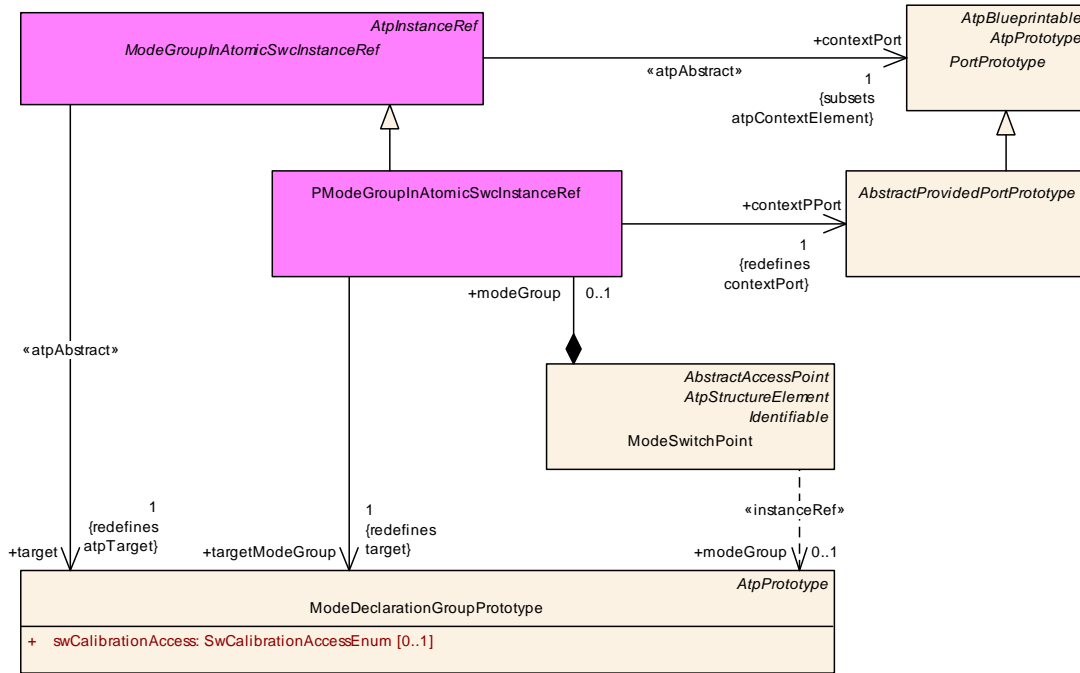 AtpInstanceRef
ModeGroupInAtomicSwcInstanceRef
AtpBlueprintable
AtpPrototype
PortPrototype
+contextPort
«atpAbstract»
1
{subsets
atpContextElement}
PModeGroupInAtomicSwcInstanceRef
AbstractProvidedPortPrototype
+contextPPort
1
{redefines
contextPort}
+modeGroup 0..1
«atpAbstract»
AbstractAccessPoint
AtpStructureElement
Identifiable
ModeSwitchPoint
«instanceRef»
1
{redefines
atpTarget}
+target
1
{redefines
target}
+targetModeGroup
+modeGroup 0..1
AtpPrototype
ModeDeclarationGroupPrototype
+ swCalibrationAccess: SwCalibrationAccessEnum [0..1]